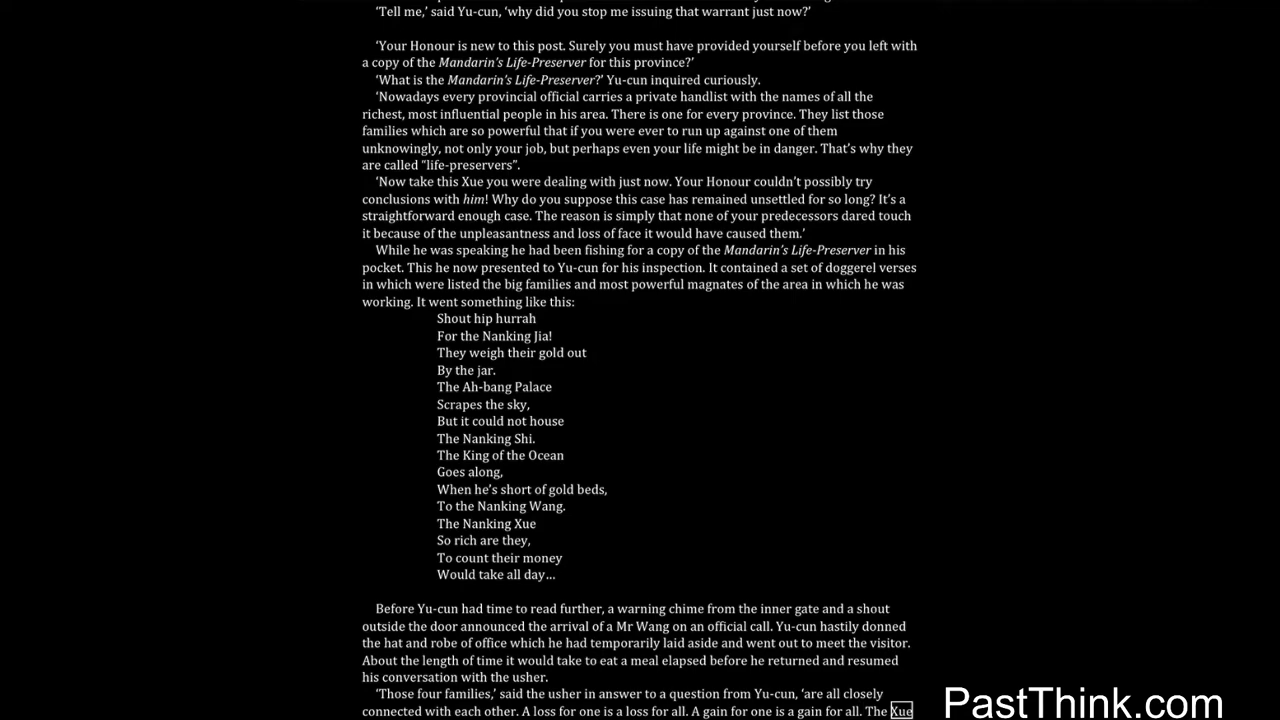 'Tell me,' said Yu-cun, 'why did you stop me issuing that warrant just now?'
'Your Honour is new to this post. Surely you must have provided yourself before you left with
a copy of the Mandarin's Life-Preserver for this province?'
'What is the Mandarin's Life-Preserver?' Yu-cun inquired curiously.
'Nowadays every provincial official carries a private handlist with the names of all the
richest, most influential people in his area. There is one for every province. They list those
families which are so powerful that if you were ever to run up against one of them
unknowingly, not only your job, but perhaps even your life might be in danger. That's why they
are called "life-preservers".
'Now take this Xue you were dealing with just now. Your Honour couldn't possibly try
conclusions with him! Why do you suppose this case has remained unsettled for so long? It's a
straightforward enough case. The reason is simply that none of your predecessors dared touch
it because of the unpleasantness and loss of face it would have caused them.'
While he was speaking he had been fishing for a copy of the Mandarin's Life-Preserver in his
pocket. This he now presented to Yu-cun for his inspection. It contained a set of doggerel verses
in which were listed the big families and most powerful magnates of the area in which he was
working. It went something like this:
Shout hip hurrah
For the Nanking Jia!
They weigh their gold out
By the jar.
The Ah-bang Palace
Scrapes the sky,
But it could not house
The Nanking Shi.
The King of the Ocean
Goes along,
When he's short of gold beds,
To the Nanking Wang.
The Nanking Xue
So rich are they,
To count their money
Would take all day...
Before Yu-cun had time to read further, a warning chime from the inner gate and a shout
outside the door announced the arrival of a Mr Wang on an official call. Yu-cun hastily donned
the hat and robe of office which he had temporarily laid aside and went out to meet the visitor.
About the length of time it would take to eat a meal elapsed before he returned and resumed
his conversation with the usher.
'Those four families,' said the usher in answer to a question from Yu-cun, 'are all closely
connected with each other. A loss for one is a loss for all. A gain for one is a gain for all. The Xue
PastThink.com